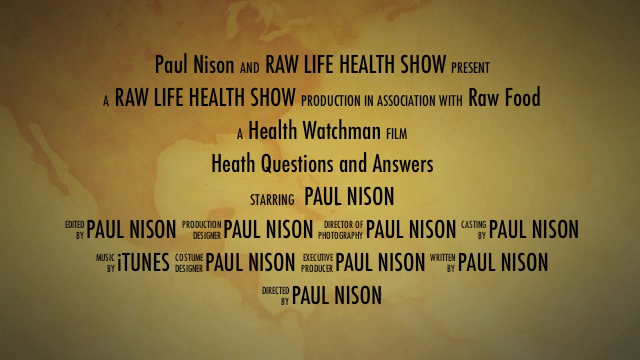 Paul Nison AND RAW LIFE HEALTH SHOW PRESENT
A RAW LIFE HEALTH SHOW PRODUCTION IN ASSOCIATION WITH Raw Food
A Health Watchman FILM
Heath Questions and Answers
STARRING PAUL NISON
EDITED BY PAUL NISON PRODUCTION DESIGNER PAUL NISON DIRECTOR OF PHOTOGRAPHY PAUL NISON CASTING BY PAUL NISON
MUSIC BY iTUNES COSTUME DESIGNER PAUL NISON EXECUTIVE PRODUCER PAUL NISON WRITTEN BY PAUL NISON
DIRECTED BY PAUL NISON